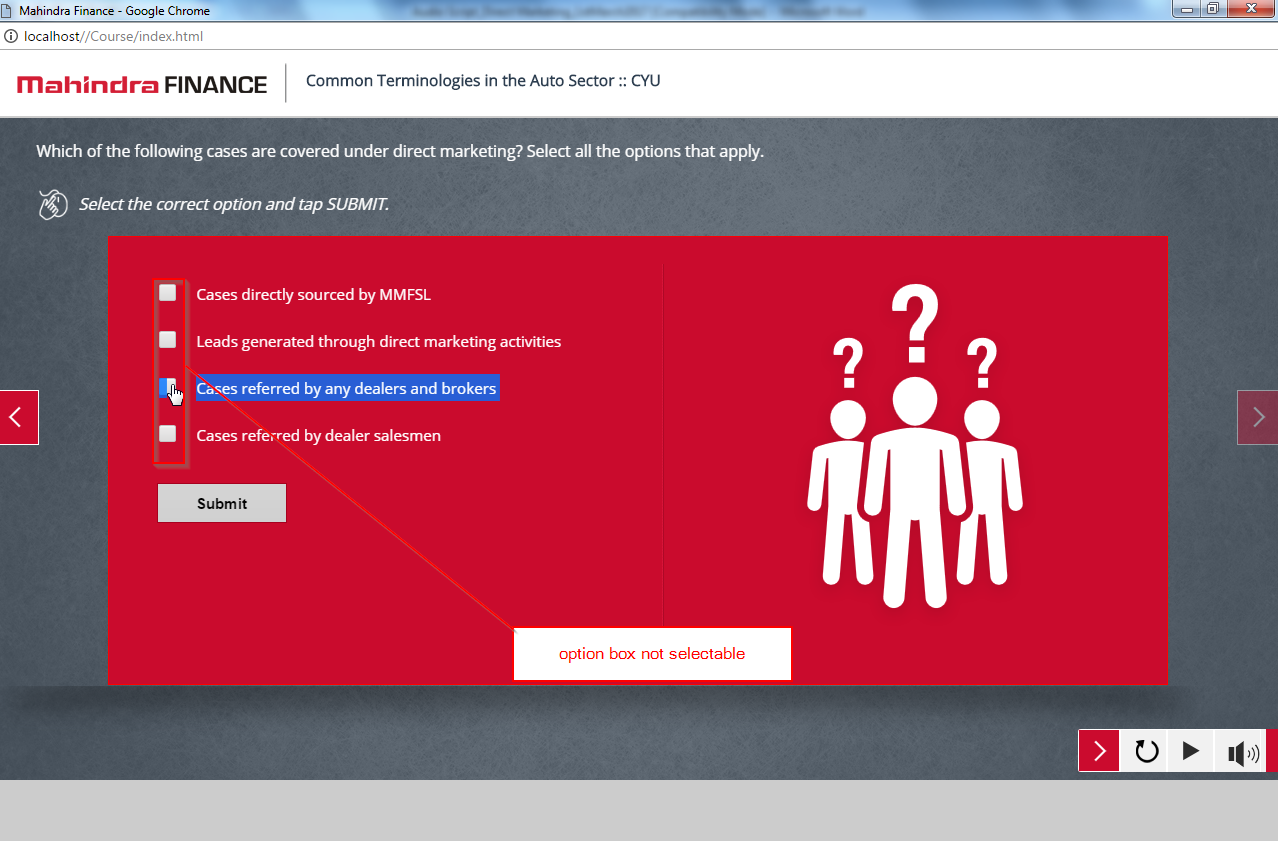 Mahindra Finance - Google Chrome
localhost//Course/index.html
Mahindra FINANCE
Common Terminologies in the Auto Sector :: CYU
Which of the following cases are covered under direct marketing? Select all the options that apply.
Select the correct option and tap SUBMIT.
Cases directly sourced by MMFSL
Leads generated through direct marketing activities
Cases referred by any dealers and brokers
Cases referred by dealer salesmen
Submit
? ? ?
option box not selectable